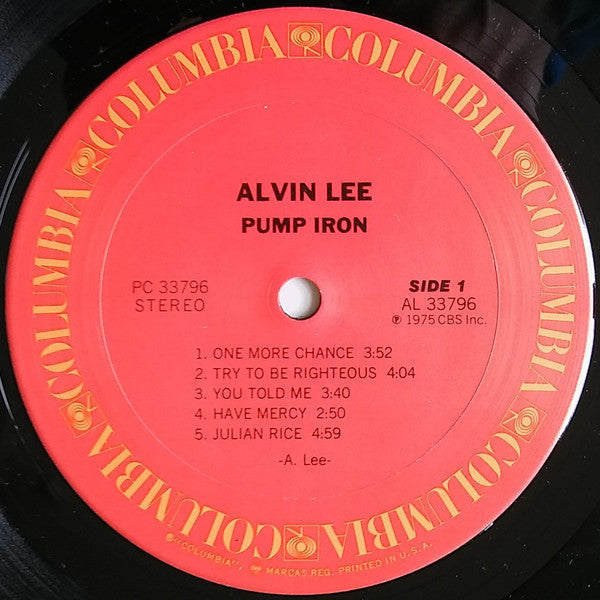 COLUMBIA COLUMBIA COLUMBIA COLUMBIA COLUMBIA COLUMBIA COLUMBIA COLUMBIA
ALVIN LEE
PUMP IRON
PC 33796
STEREO
SIDE 1
AL 33796
℗ 1975 CBS Inc.
1. ONE MORE CHANCE 3:52
2. TRY TO BE RIGHTEOUS 4:04
3. YOU TOLD ME 3:40
4. HAVE MERCY 2:50
5. JULIAN RICE 4:59
-A. Lee-
®"COLUMBIA", MARCAS REG. PRINTED IN U.S.A.